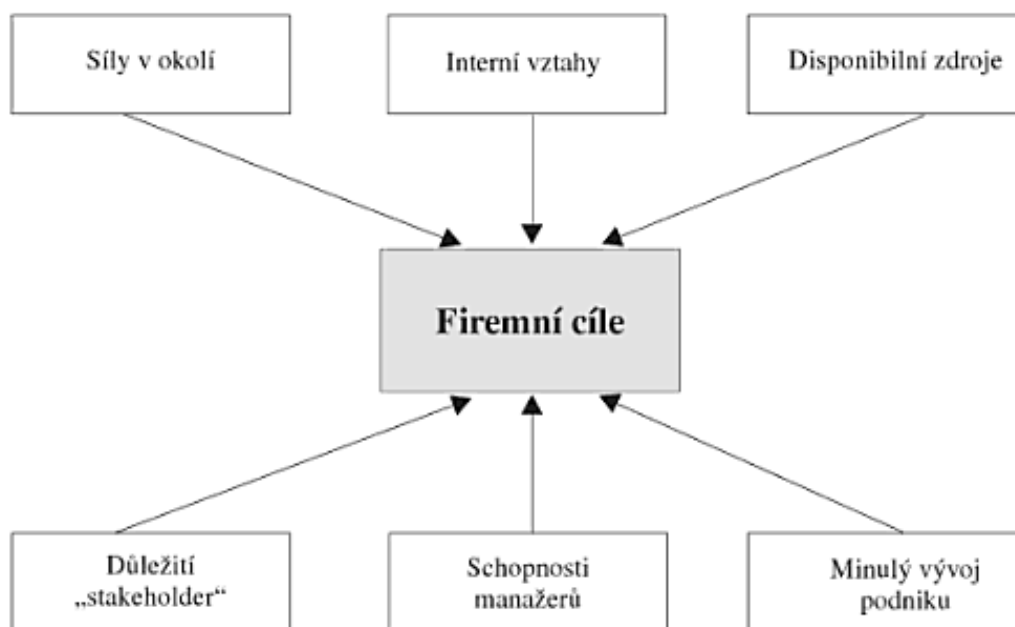 Síly v okolí
Interní vztahy
Disponibilní zdroje
Firemní cíle
Důležití
„stakeholder“
Schopnosti
manažerů
Minulý vývoj
podniku